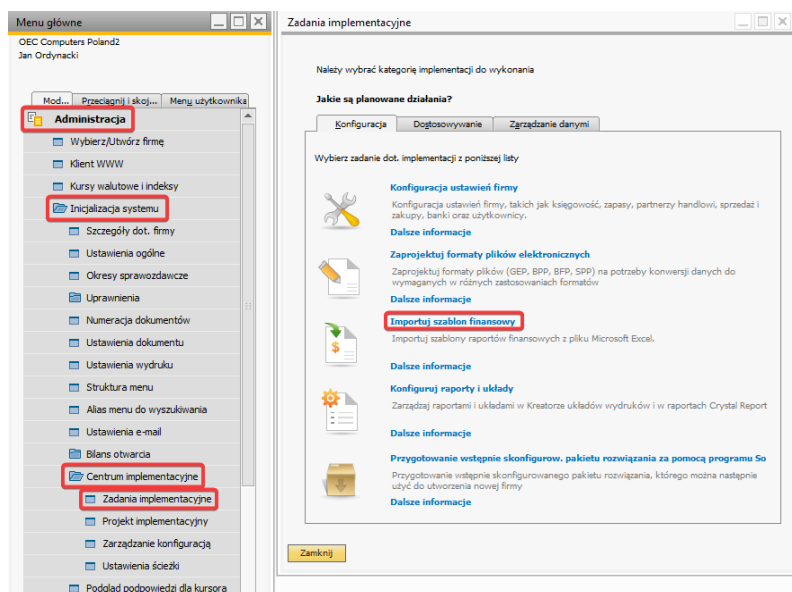 Menu główne
OEC Computers Poland2
Jan Ordynacki
Mod... Przeciągnij i skoj... Menu użytkownika
Administracja
Wybierz/Utwórz firmę
Klient WWW
Kursy walutowe i indeksy
Inicjalizacja systemu
Szczegóły dot. firmy
Ustawienia ogólne
Okresy sprawozdawcze
Uprawnienia
Numeracja dokumentów
Ustawienia dokumentu
Ustawienia wydruku
Struktura menu
Alias menu do wyszukiwania
Ustawienia e-mail
Bilans otwarcia
Centrum implementacyjne
Zadania implementacyjne
Projekt implementacyjny
Zarządzanie konfiguracją
Ustawienia ścieżki
Podgląd podpowiedzi dla kursora
Zadania implementacyjne
Należy wybrać kategorię implementacji do wykonania
Jakie są planowane działania?
Konfiguracja Dostosowywanie Zarządzanie danymi
Wybierz zadanie dot. implementacji z poniższej listy
Konfiguracja ustawień firmy
Konfiguracja ustawień firmy, takich jak księgowość, zapasy, partnerzy handlowi, sprzedaż i
zakupy, banki oraz użytkownicy.
Dalsze informacje
Zaprojektuj formaty plików elektronicznych
Zaprojektuj formaty plików (GEP, BPP, BFP, SPP) na potrzeby konwersji danych do
wymaganych w różnych zastosowaniach formatów
Dalsze informacje
Importuj szablon finansowy
Importuj szablony raportów finansowych z pliku Microsoft Excel.
Dalsze informacje
Konfiguruj raporty i układy
Zarządzaj raportami i układami w Kreatorze układów wydruków i w raportach Crystal Report
Dalsze informacje
Przygotowanie wstępnie skonfigurow. pakietu rozwiązania za pomocą programu So
Przygotowanie wstępnie skonfigurowanego pakietu rozwiązania, którego można następnie
użyć do utworzenia nowej firmy
Dalsze informacje
Zamknij